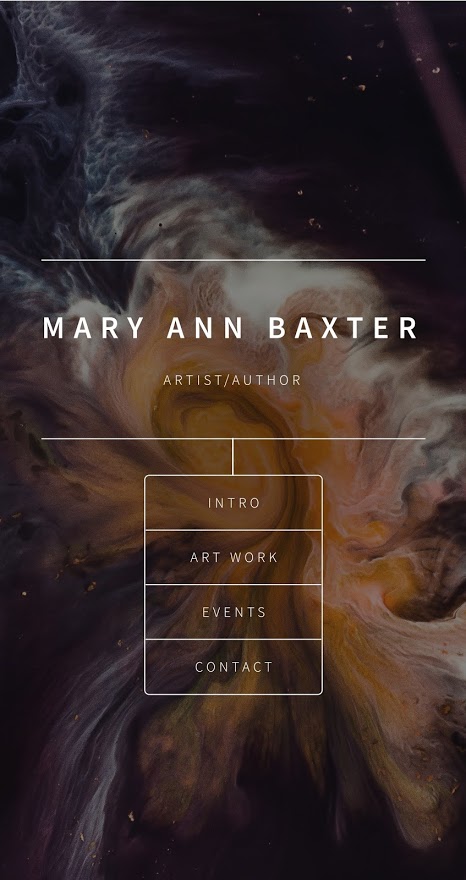 MARY ANN BAXTER
ARTIST/AUTHOR
INTRO
ART WORK
EVENTS
CONTACT